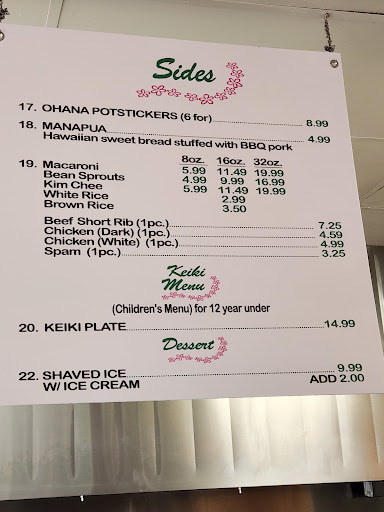 Sides
17. OHANA POTSTICKERS (6 for) 8.99
18. MANAPUA 4.99
Hawaiian sweet bread stuffed with BBQ pork
8oz. 16oz. 32oz.
19. Macaroni 5.99 11.49 19.99
Bean Sprouts 4.99 9.99 16.99
Kim Chee 5.99 11.49 19.99
White Rice 2.99
Brown Rice 3.50
Beef Short Rib (1pc.) 7.25
Chicken (Dark) (1pc.) 4.59
Chicken (White) (1pc.) 4.99
Spam (1pc.) 3.25
Keiki
Menu
(Children's Menu) for 12 year under
20. KEIKI PLATE 14.99
Dessert
22. SHAVED ICE 9.99
W/ ICE CREAM ADD 2.00